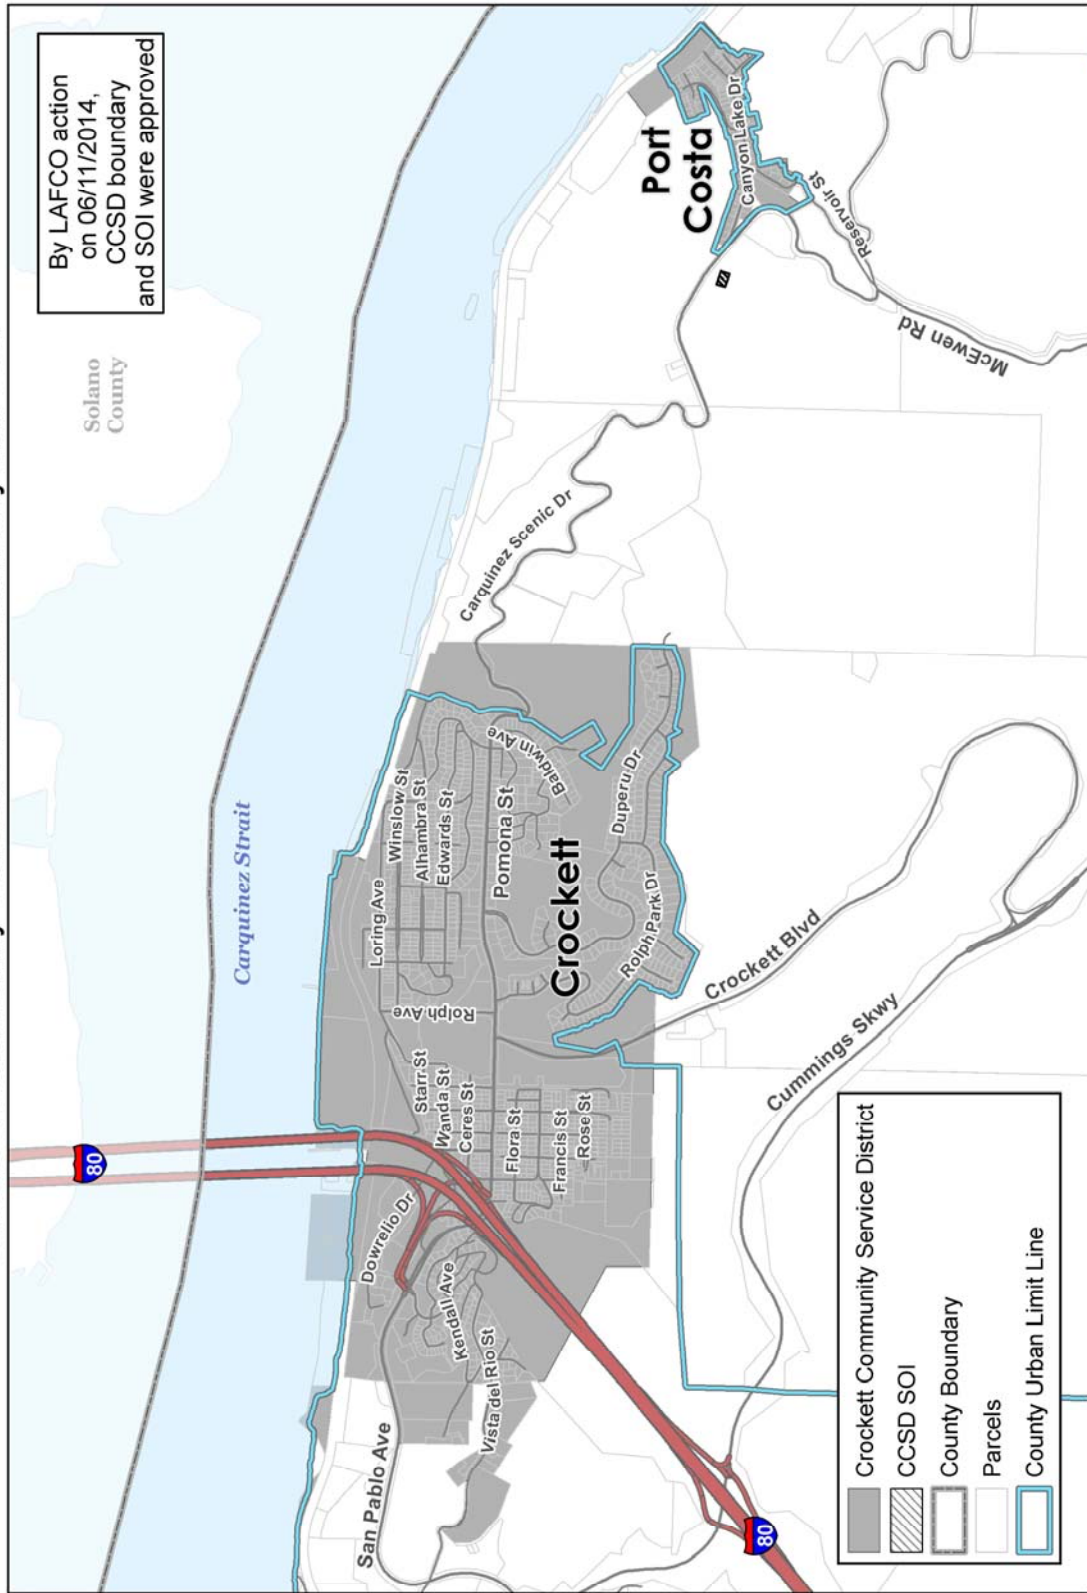 By LAFCO action
on 06/11/2014,
CCSD boundary
and SOI were approved
Solano
County
Carquinez Strait
80
Port
Costa
Canyon Lake Dr
Reservoir St
McEwen Rd
Carquinez Scenic Dr
Winslow St
Alhambra St
Edwards St
Loring Ave
Pomona St
Baldwin Ave
Duperu Dr
Crockett
Rolph Park Dr
Rolph Ave
Crockett Blvd
Cummings Skwy
Starr St
Wanda St
Ceres St
Flora St
Francis St
Rose St
Dowrelio Dr
Kendall Ave
Vista del Rio St
San Pablo Ave
80
Crockett Community Service District
CCSD SOI
County Boundary
Parcels
County Urban Limit Line